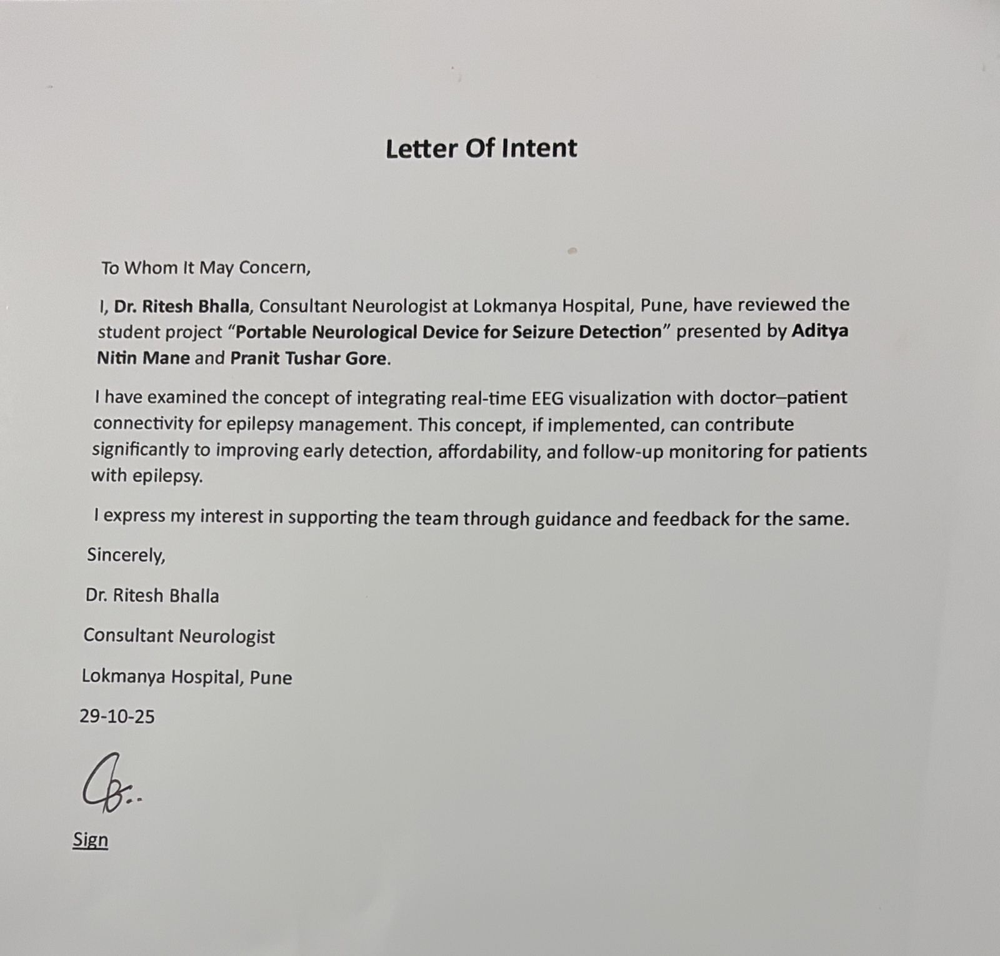 Letter Of Intent
To Whom It May Concern,
I, Dr. Ritesh Bhalla, Consultant Neurologist at Lokmanya Hospital, Pune, have reviewed the
student project “Portable Neurological Device for Seizure Detection” presented by Aditya
Nitin Mane and Pranit Tushar Gore.
I have examined the concept of integrating real-time EEG visualization with doctor–patient
connectivity for epilepsy management. This concept, if implemented, can contribute
significantly to improving early detection, affordability, and follow-up monitoring for patients
with epilepsy.
I express my interest in supporting the team through guidance and feedback for the same.
Sincerely,
Dr. Ritesh Bhalla
Consultant Neurologist
Lokmanya Hospital, Pune
29-10-25
Sign